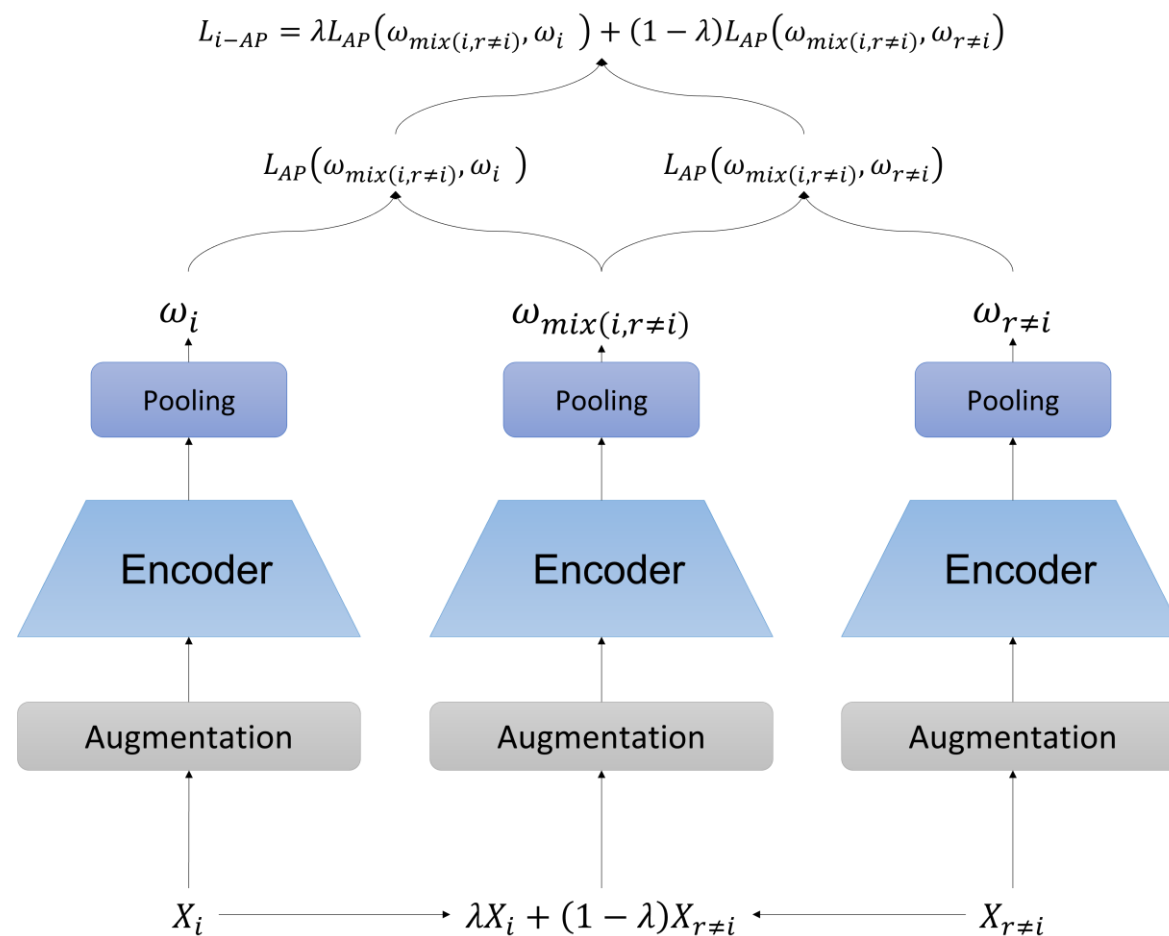 L_{i−AP} = λL_{AP}(ω_{mix(i,r≠i)}, ω_i ) + (1 − λ)L_{AP}(ω_{mix(i,r≠i)}, ω_{r≠i})
L_{AP}(ω_{mix(i,r≠i)}, ω_i ) L_{AP}(ω_{mix(i,r≠i)}, ω_{r≠i})
ω_i ω_{mix(i,r≠i)} ω_{r≠i}
Pooling Pooling Pooling
Encoder Encoder Encoder
Augmentation Augmentation Augmentation
X_i λX_i + (1 − λ)X_{r≠i} X_{r≠i}